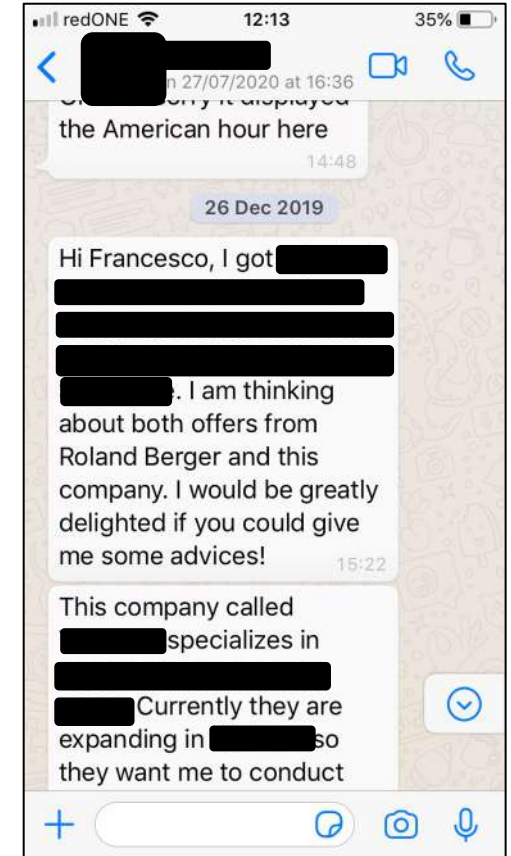 redONE 12:13 35%
n 27/07/2020 at 16:36
the American hour here
14:48
26 Dec 2019
Hi Francesco, I got
. I am thinking
about both offers from
Roland Berger and this
company. I would be greatly
delighted if you could give
me some advices!
15:22
This company called
specializes in
Currently they are
expanding in so
they want me to conduct